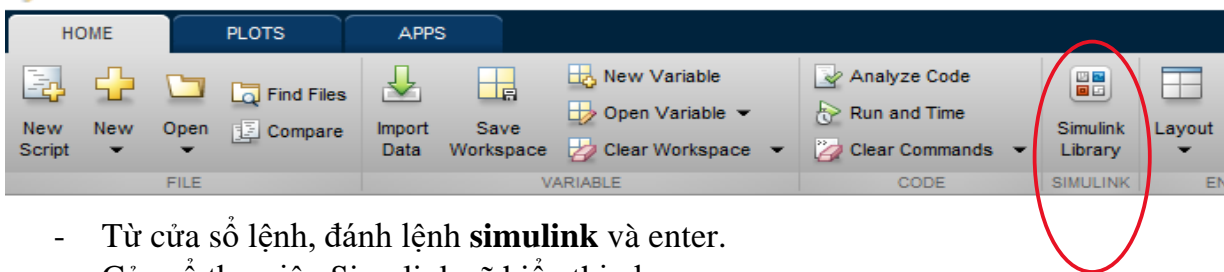 HOME PLOTS APPS
New Script
New
Open
Find Files
Compare
FILE
Import Data
Save Workspace
New Variable
Open Variable
Clear Workspace
VARIABLE
Analyze Code
Run and Time
Clear Commands
CODE
Simulink Library
SIMULINK
Layout
- Từ cửa sổ lệnh, đánh lệnh simulink và enter.